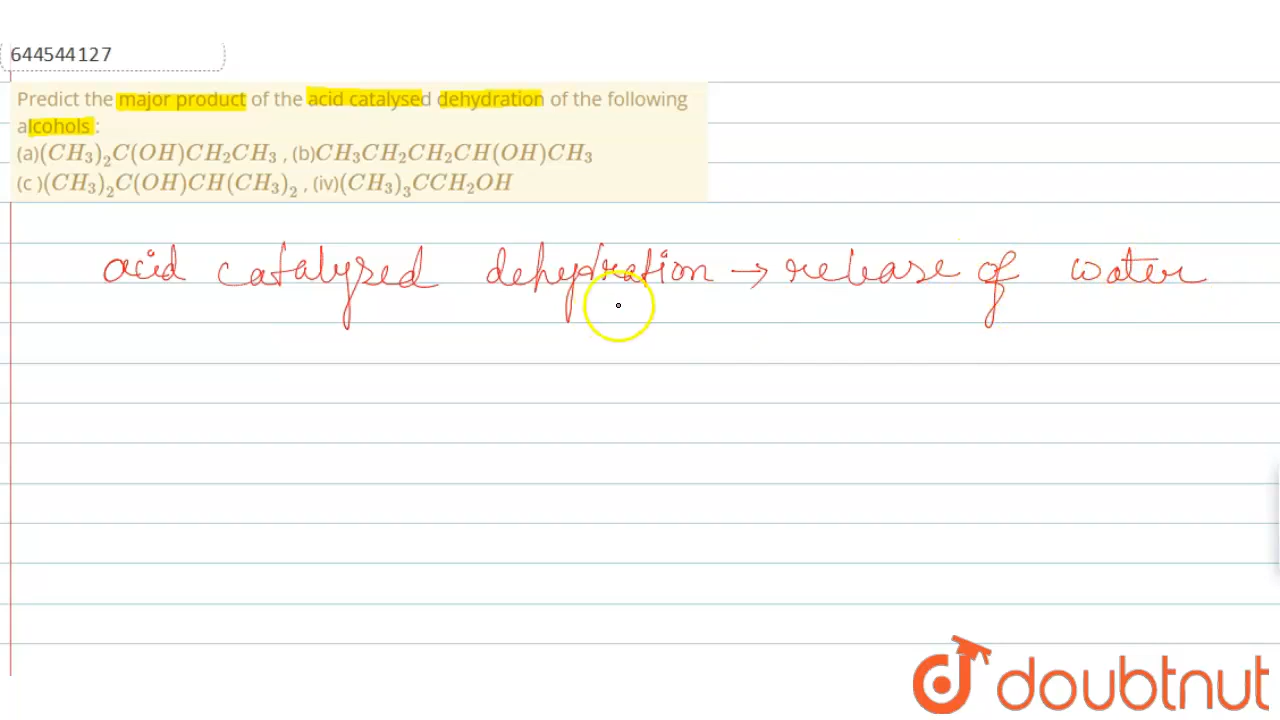 644544127
Predict the major product of the acid catalysed dehydration of the following
alcohols :
(a)(CH₃)₂C(OH)CH₂CH₃ , (b)CH₃CH₂CH₂CH(OH)CH₃
(c )(CH₃)₂C(OH)CH(CH₃)₂ , (iv)(CH₃)₃CCH₂OH
acid catalysed dehydration → release of water
doubtnut